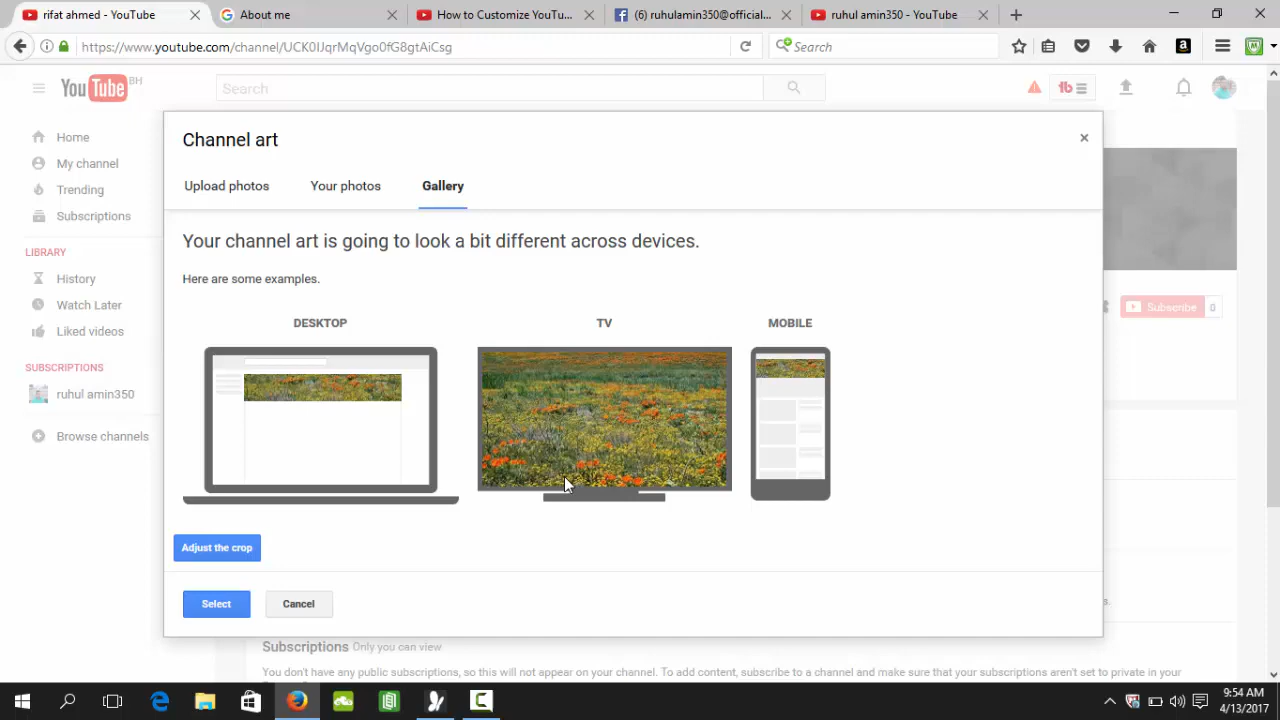 rifat ahmed - YouTube
About art
How to Customize YouTu...
(6) ruhulamin350@official...
ruhul amin350 - YouTube
https://www.youtube.com/channel/UCK0IJqrMqVgo0fG8gtAiCsg
Search
YouTube BH
Search
Home
My channel
Trending
Subscriptions
LIBRARY
History
Watch Later
Liked videos
SUBSCRIPTIONS
ruhul amin350
Browse channels
Channel art
Upload photos
Your photos
Gallery
Your channel art is going to look a bit different across devices.
Here are some examples.
DESKTOP
TV
MOBILE
Adjust the crop
Select
Cancel
Subscribe 0
Subscriptions Only you can view
You don't have any public subscriptions, so this will not appear on your channel. To add content, subscribe to a channel and make sure that your subscriptions aren't set to private in your
9:54 AM
4/13/2017